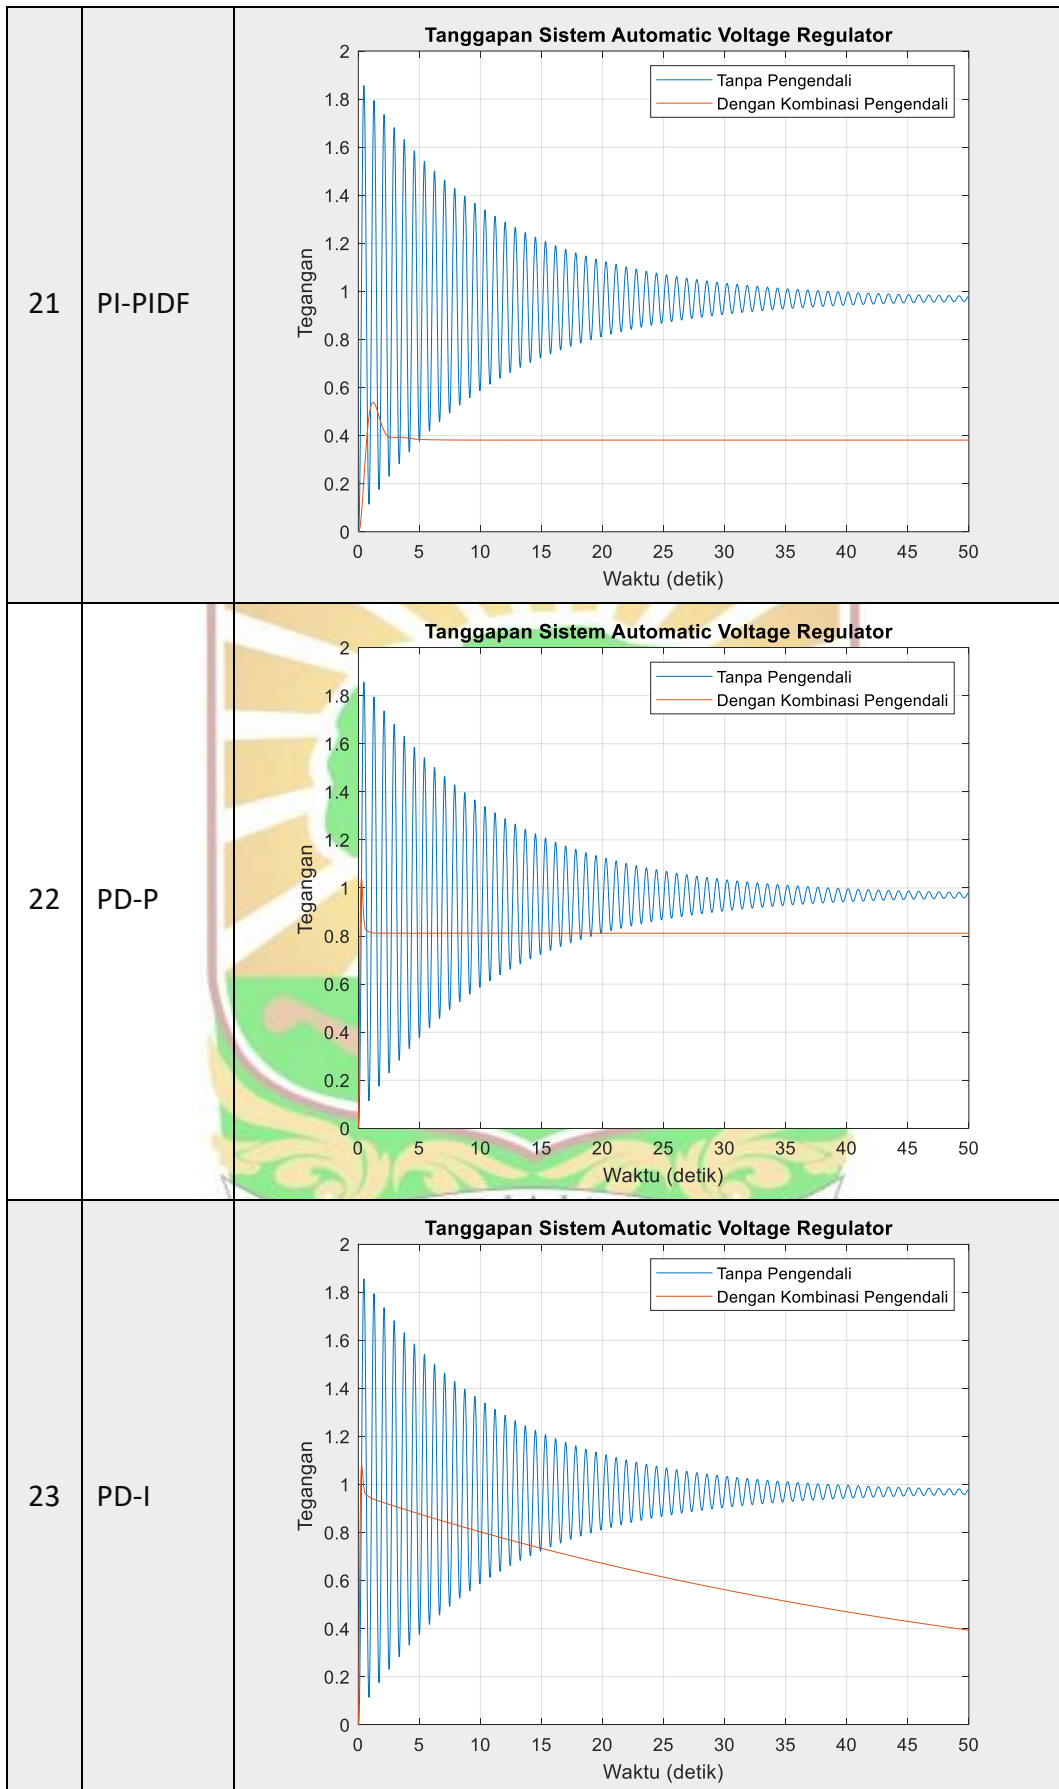 21
PI-PIDF
Tanggapan Sistem Automatic Voltage Regulator
Tanpa Pengendali
Dengan Kombinasi Pengendali
Tegangan
2
1.8
1.6
1.4
1.2
1
0.8
0.6
0.4
0.2
0
0 5 10 15 20 25 30 35 40 45 50
Waktu (detik)
22
PD-P
Tanggapan Sistem Automatic Voltage Regulator
Tanpa Pengendali
Dengan Kombinasi Pengendali
Tegangan
2
1.8
1.6
1.4
1.2
1
0.8
0.6
0.4
0.2
0
0 5 10 15 20 25 30 35 40 45 50
Waktu (detik)
23
PD-I
Tanggapan Sistem Automatic Voltage Regulator
Tanpa Pengendali
Dengan Kombinasi Pengendali
Tegangan
2
1.8
1.6
1.4
1.2
1
0.8
0.6
0.4
0.2
0
0 5 10 15 20 25 30 35 40 45 50
Waktu (detik)